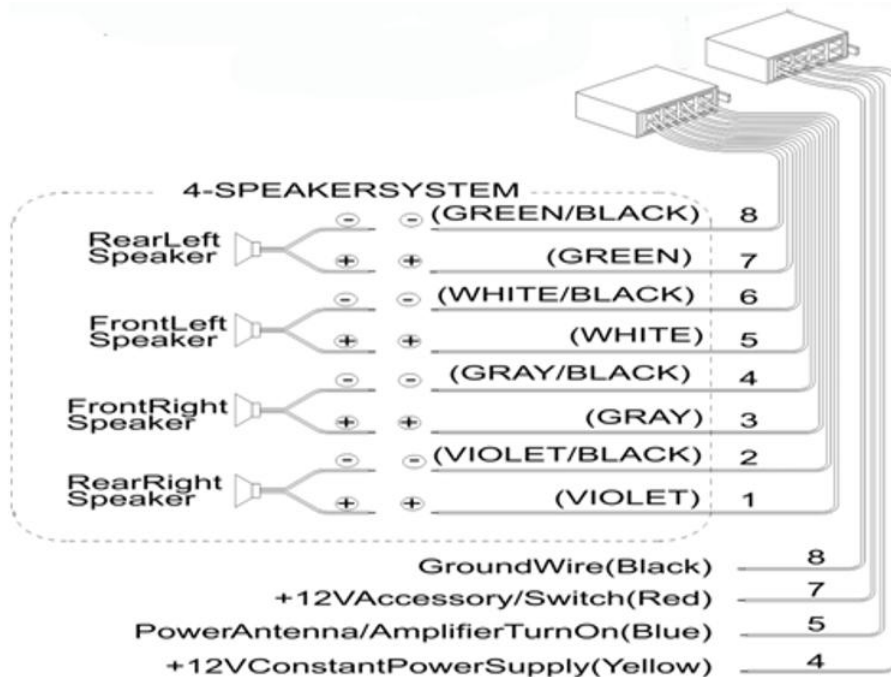 4-SPEAKERSYSTEM
(GREEN/BLACK) 8
RearLeft
Speaker
(GREEN) 7
(WHITE/BLACK) 6
FrontLeft
Speaker
(WHITE) 5
(GRAY/BLACK) 4
FrontRight
Speaker
(GRAY) 3
(VIOLET/BLACK) 2
RearRight
Speaker
(VIOLET) 1
GroundWire(Black) 8
+12VAccessory/Switch(Red) 7
PowerAntenna/AmplifierTurnOn(Blue) 5
+12VConstantPowerSupply(Yellow) 4